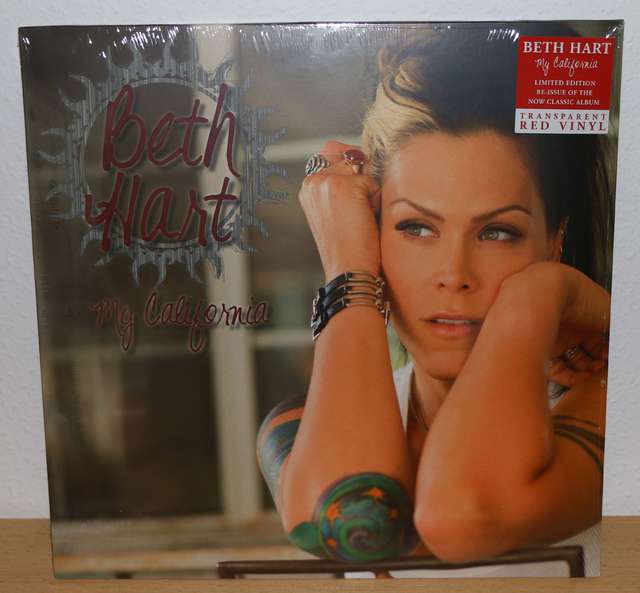 Beth
Hart
My California
BETH HART
My California
LIMITED EDITION
RE-ISSUE OF THE
NOW CLASSIC ALBUM
TRANSPARENT
RED VINYL